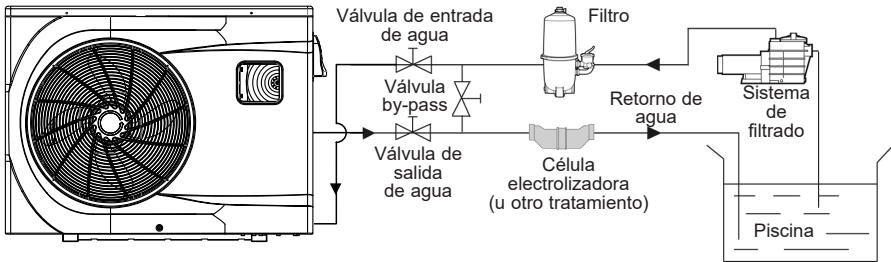 Válvula de entrada
de agua
Filtro
Válvula
by-pass
Retorno de
agua
Sistema
de
filtrado
Válvula de
salida
de agua
Célula
electrolizadora
(u otro tratamiento)
Piscina